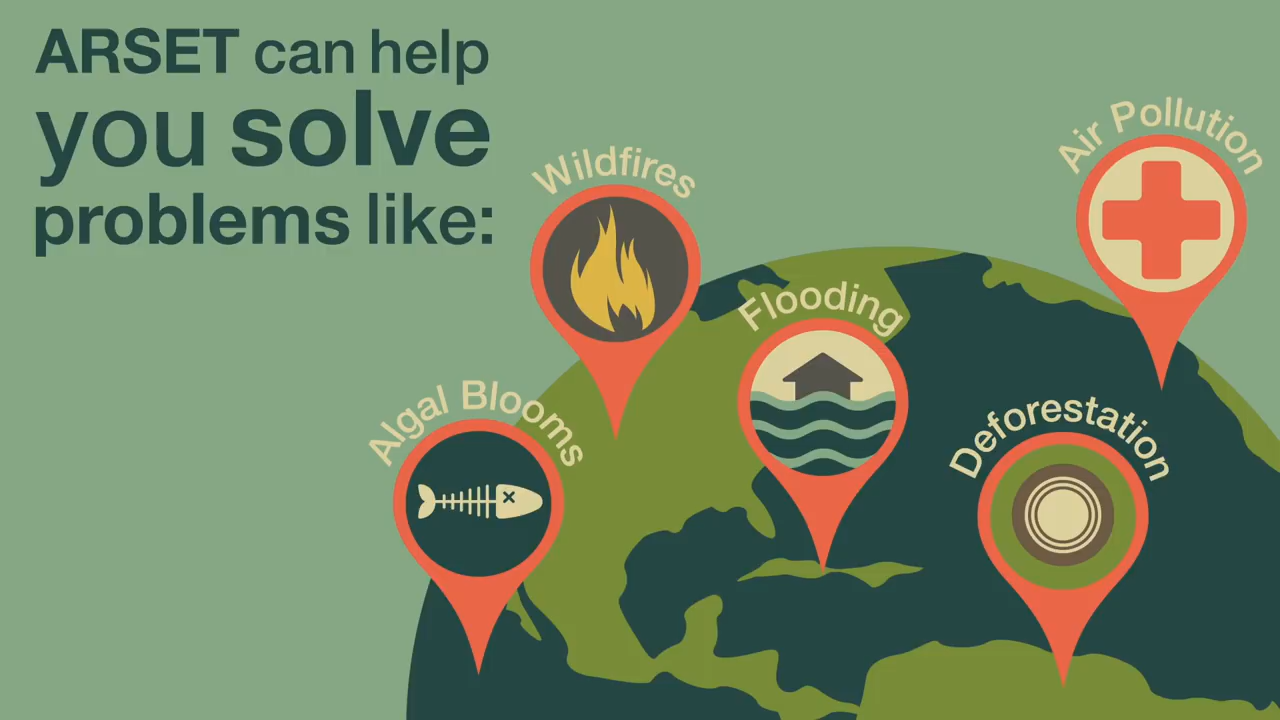 ARSET can help
you solve
problems like:
Wildfires
Air Pollution
Flooding
Algal Blooms
Deforestation